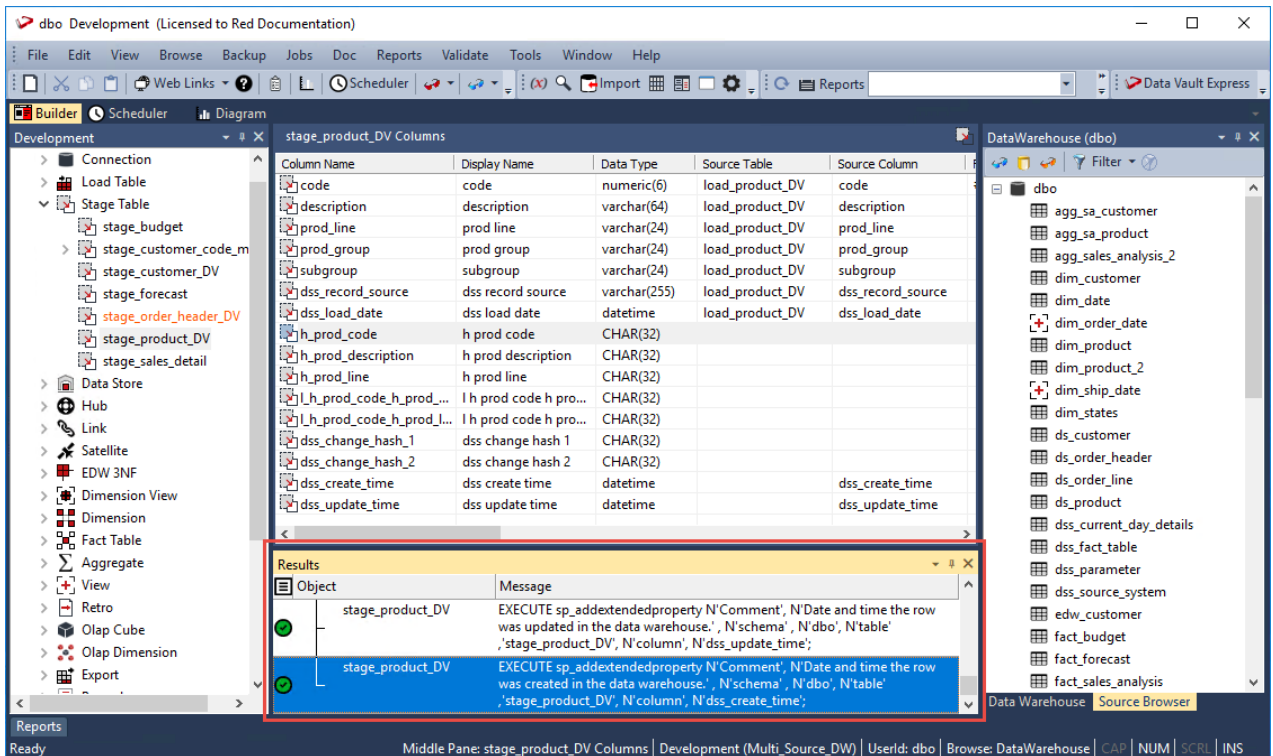 dbo Development (Licensed to Red Documentation)
File Edit View Browse Backup Jobs Doc Reports Validate Tools Window Help
Web Links Scheduler (x) Import Reports Data Vault Express
Builder Scheduler Diagram
Development
Connection
Load Table
Stage Table
stage_budget
stage_customer_code_m
stage_customer_DV
stage_forecast
stage_order_header_DV
stage_product_DV
stage_sales_detail
Data Store
Hub
Link
Satellite
EDW 3NF
Dimension View
Dimension
Fact Table
Aggregate
View
Retro
Olap Cube
Olap Dimension
Export
stage_product_DV Columns
Column Name Display Name Data Type Source Table Source Column
code code numeric(6) load_product_DV code
description description varchar(64) load_product_DV description
prod_line prod line varchar(24) load_product_DV prod_line
prod_group prod group varchar(24) load_product_DV prod_group
subgroup subgroup varchar(24) load_product_DV subgroup
dss_record_source dss record source varchar(255) load_product_DV dss_record_source
dss_load_date dss load date datetime load_product_DV dss_load_date
h_prod_code h prod code CHAR(32)
h_prod_description h prod description CHAR(32)
h_prod_line h prod line CHAR(32)
l_h_prod_code_h_prod_... l h prod code h pro... CHAR(32)
l_h_prod_code_h_prod_l... l h prod code h pro... CHAR(32)
dss_change_hash_1 dss change hash 1 CHAR(32)
dss_change_hash_2 dss change hash 2 CHAR(32)
dss_create_time dss create time datetime dss_create_time
dss_update_time dss update time datetime dss_update_time
Results
Object Message
stage_product_DV EXECUTE sp_addextendedproperty N'Comment', N'Date and time the row
was updated in the data warehouse.' , N'schema' , N'dbo', N'table'
,'stage_product_DV', N'column', N'dss_update_time';
stage_product_DV EXECUTE sp_addextendedproperty N'Comment', N'Date and time the row
was created in the data warehouse.' , N'schema' , N'dbo', N'table'
,'stage_product_DV', N'column', N'dss_create_time';
DataWarehouse (dbo)
Filter
dbo
agg_sa_customer
agg_sa_product
agg_sales_analysis_2
dim_customer
dim_date
dim_order_date
dim_product
dim_product_2
dim_ship_date
dim_states
ds_customer
ds_order_header
ds_order_line
ds_product
dss_current_day_details
dss_fact_table
dss_parameter
dss_source_system
edw_customer
fact_budget
fact_forecast
fact_sales_analysis
Data Warehouse Source Browser
Reports
Ready Middle Pane: stage_product_DV Columns Development (Multi_Source_DW) UserId: dbo Browse: DataWarehouse CAP NUM SCRL INS